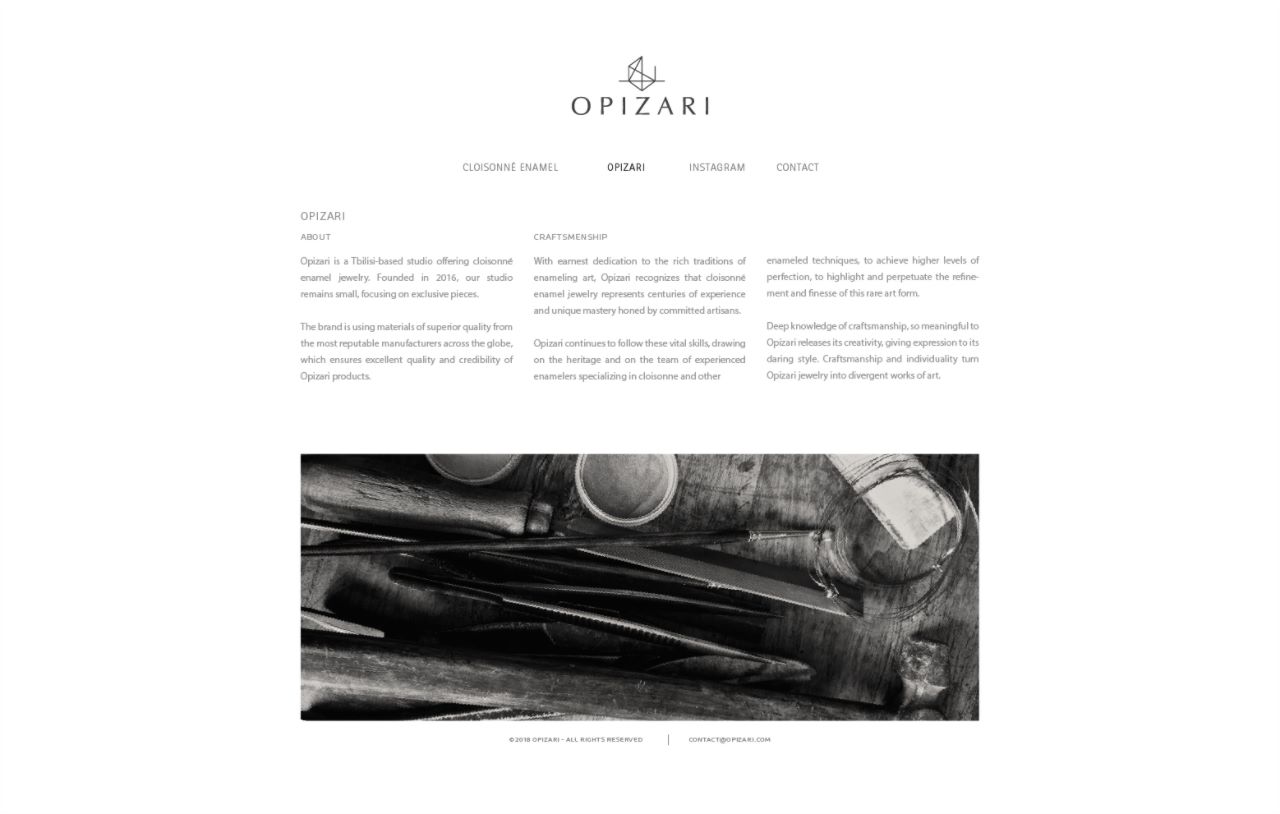 OPIZARI
CLOISONNÉ ENAMEL
OPIZARI
INSTAGRAM
CONTACT
OPIZARI
ABOUT
Opizari is a Tbilisi-based studio offering cloisonné
enamel jewelry. Founded in 2016, our studio
remains small, focusing on exclusive pieces.
The brand is using materials of superior quality from
the most reputable manufacturers across the globe,
which ensures excellent quality and credibility of
Opizari products.
CRAFTSMENSHIP
With earnest dedication to the rich traditions of
enameling art, Opizari recognizes that cloisonné
enamel jewelry represents centuries of experience
and unique mastery honed by committed artisans.
Opizari continues to follow these vital skills, drawing
on the heritage and on the team of experienced
enamelers specializing in cloisonne and other
enameled techniques, to achieve higher levels of
perfection, to highlight and perpetuate the refine-
ment and finesse of this rare art form.
Deep knowledge of craftsmanship, so meaningful to
Opizari releases its creativity, giving expression to its
daring style. Craftsmanship and individuality turn
Opizari jewelry into divergent works of art.
©2018 OPIZARI - ALL RIGHTS RESERVED
CONTACT@OPIZARI.COM